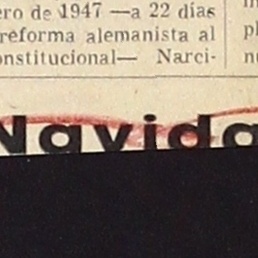 ero de 1947 —a 22 días
reforma alemanista al
onstitucional— Narci-
Navida